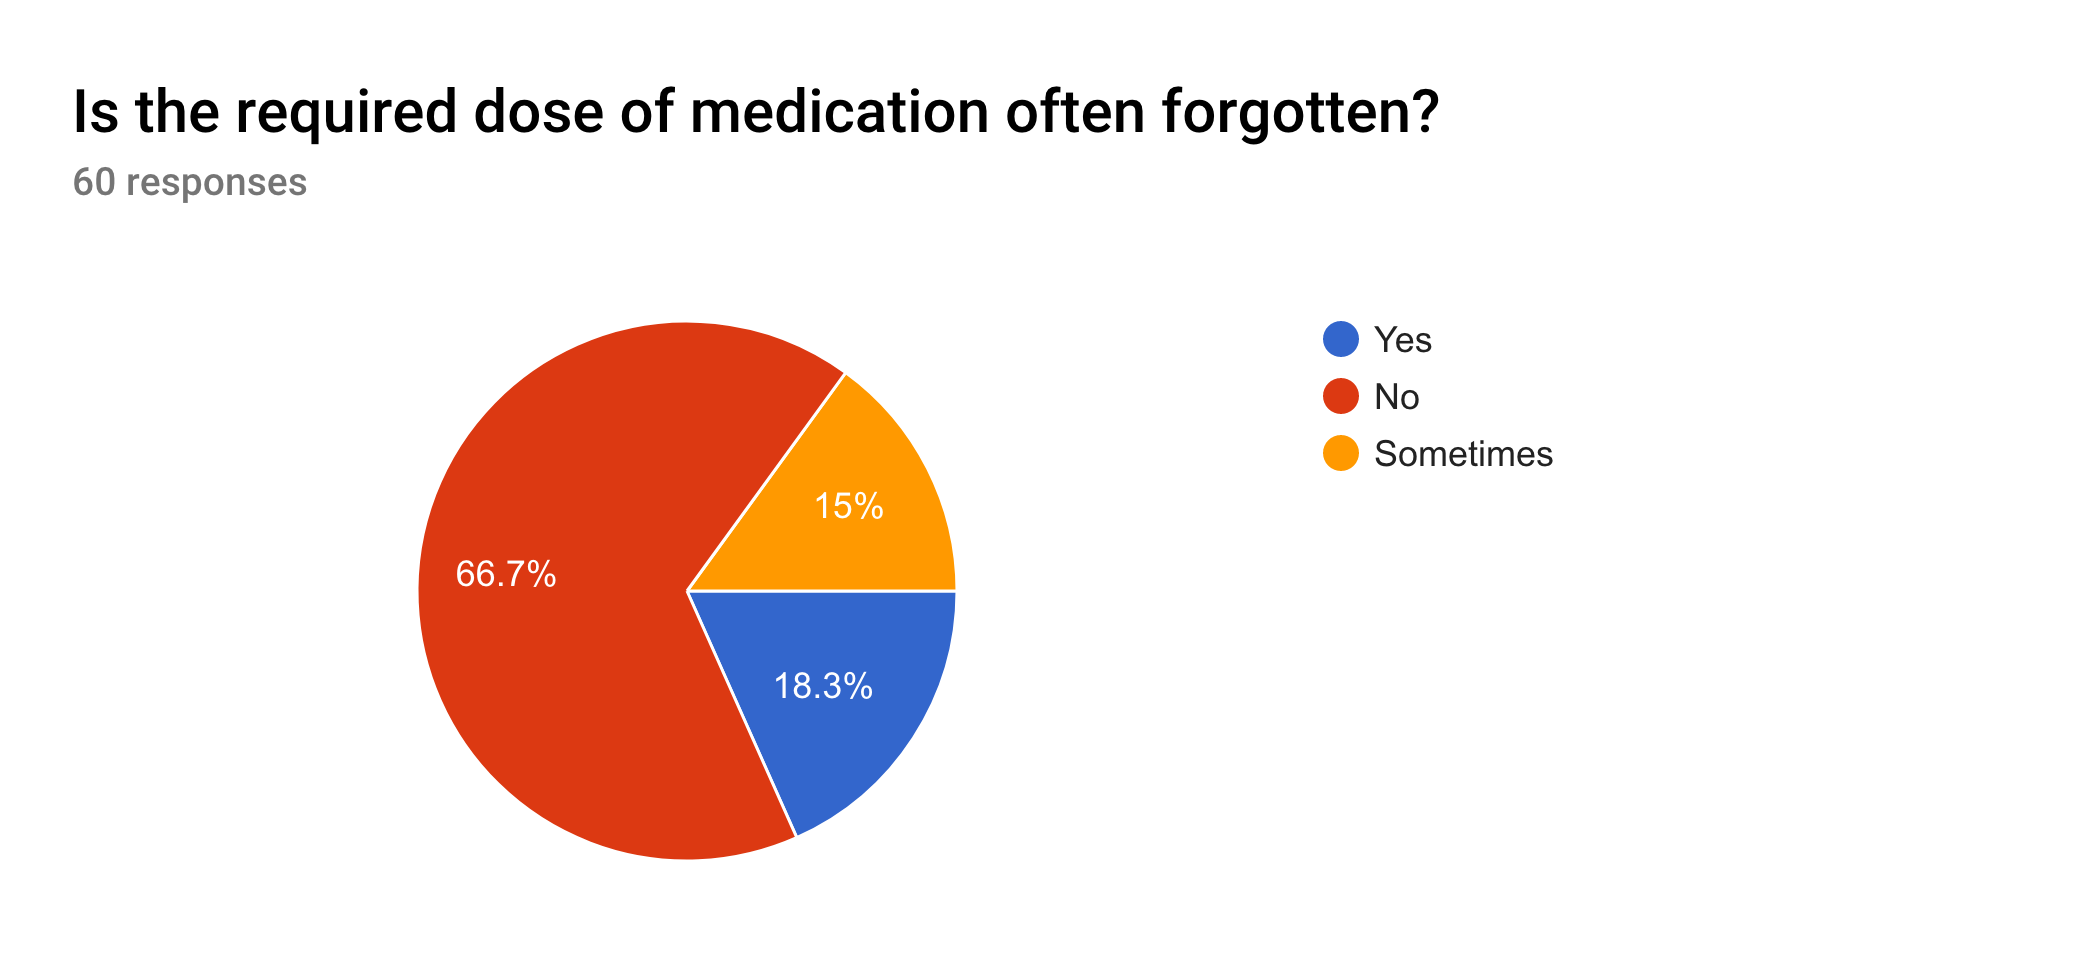 Is the required dose of medication often forgotten?
60 responses
Yes
No
Sometimes
15%
66.7%
18.3%